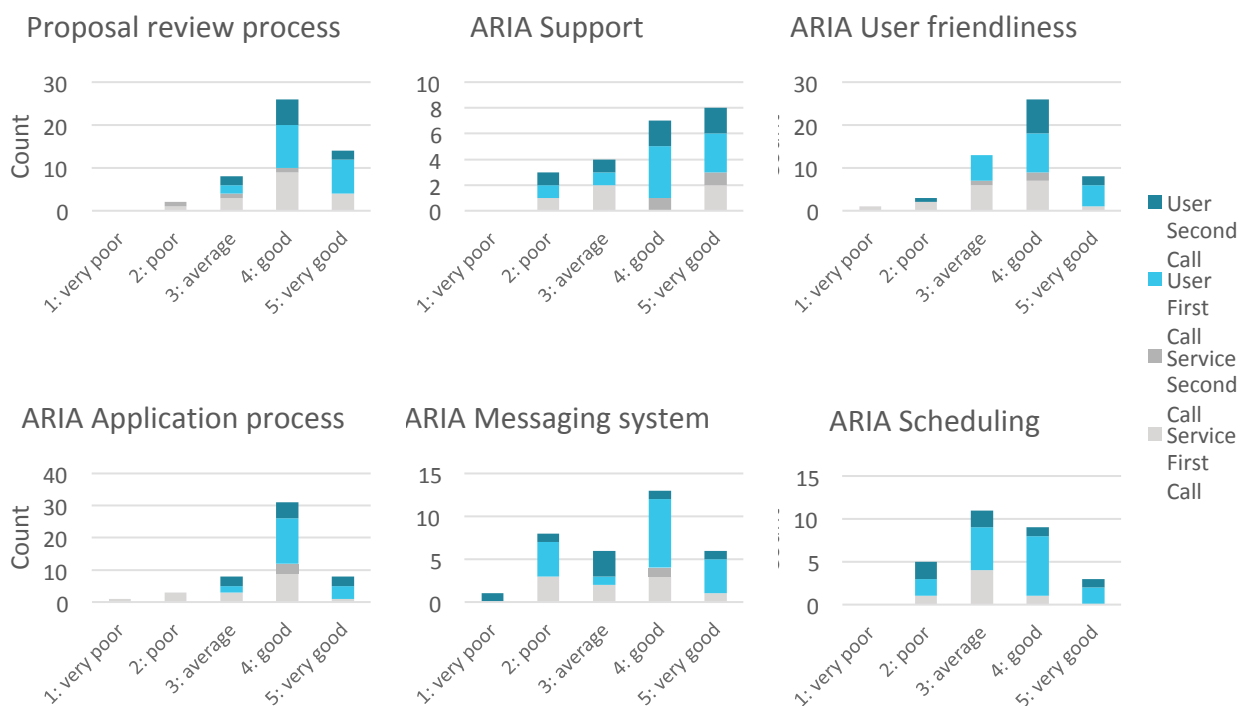 Proposal review process
Count
30
20
10
0
1: very poor
2: poor
3: average
4: good
5: very good
ARIA Support
10
8
6
4
2
0
1: very poor
2: poor
3: average
4: good
5: very good
ARIA User friendliness
30
20
10
0
1: very poor
2: poor
3: average
4: good
5: very good
User
Second
Call
User
First
Call
Service
Second
Call
Service
First
Call
ARIA Application process
Count
40
30
20
10
0
1: very poor
2: poor
3: average
4: good
5: very good
ARIA Messaging system
15
10
5
0
1: very poor
2: poor
3: average
4: good
5: very good
ARIA Scheduling
15
10
5
0
1: very poor
2: poor
3: average
4: good
5: very good